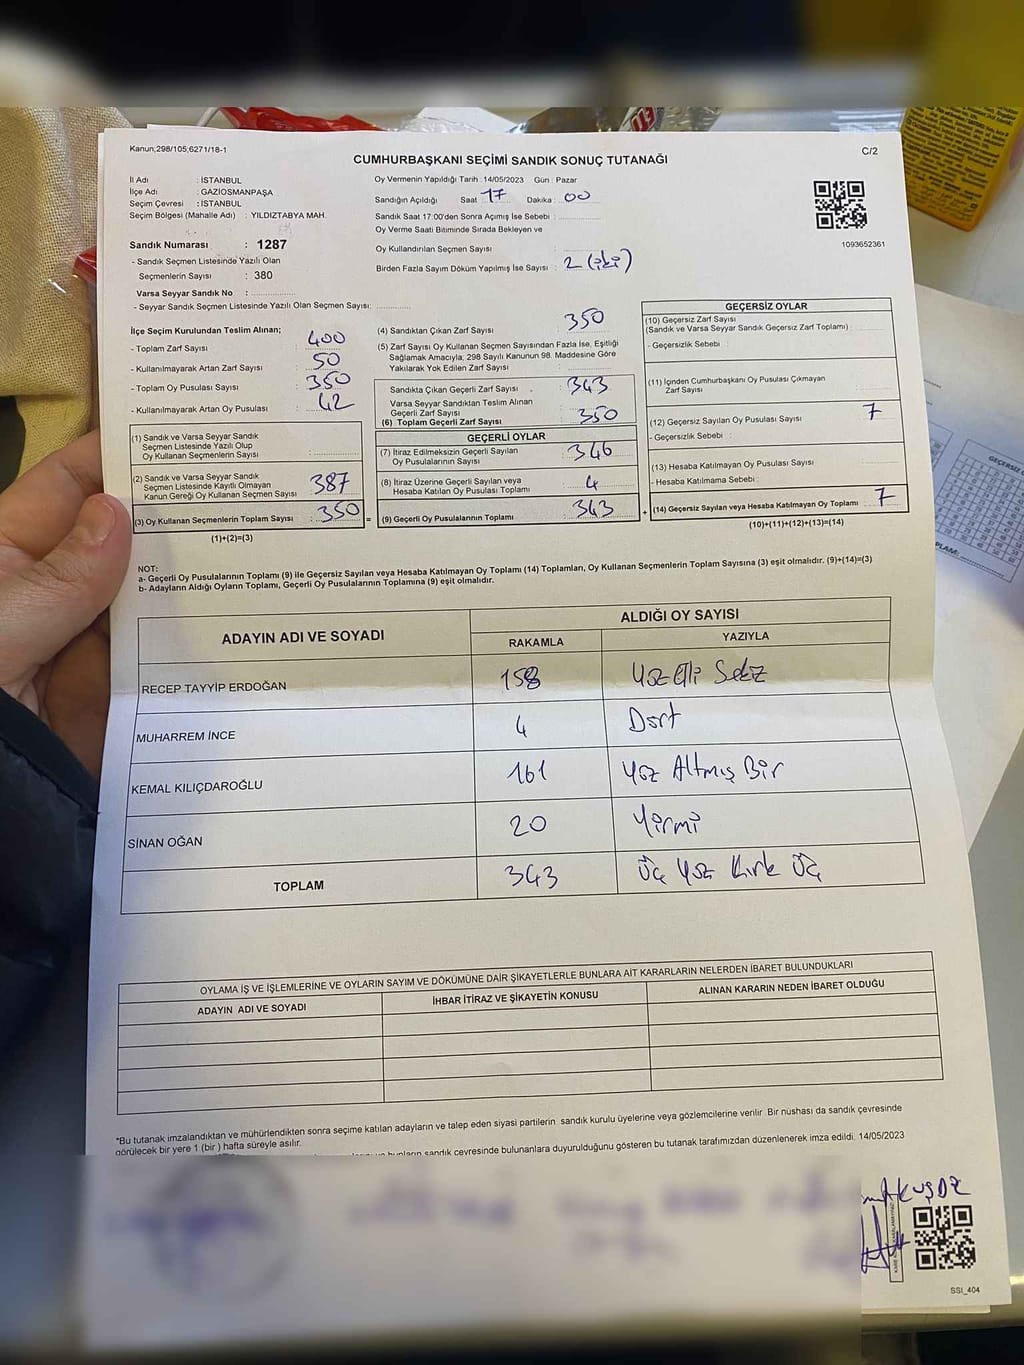 Kanun,298/105,6271/18-1
C/2
CUMHURBAŞKANI SEÇİMİ SANDIK SONUÇ TUTANAĞI
İl Adı : İSTANBUL
İlçe Adı : GAZİOSMANPAŞA
Seçim Çevresi : İSTANBUL
Seçim Bölgesi (Mahalle Adı) : YILDIZTABYA MAH.
Sandık Numarası : 1287
- Sandık Seçmen Listesinde Yazılı Olan
Seçmenlerin Sayısı : 380
Varsa Seyyar Sandık No :
- Seyyar Sandık Seçmen Listesinde Yazılı Olan Seçmen Sayısı:
Oy Vermenin Yapıldığı Tarih : 14/05/2023 Gün : Pazar
Sandığın Açıldığı Saat : 17 Dakika : 00
Sandık Saat 17:00'den Sonra Açımış İse Sebebi :
Oy Verme Saati Bitiminde Sırada Bekleyen ve
Oy Kullandırılan Seçmen Sayısı :
Birden Fazla Sayım Döküm Yapılmış İse Sayısı : 2 (iki)
1093652361
İlçe Seçim Kurulundan Teslim Alınan;
- Toplam Zarf Sayısı : 400
- Kullanılmayarak Artan Zarf Sayısı : 50
- Toplam Oy Pusulası Sayısı : 350
- Kullanılmayarak Artan Oy Pusulası : 42
(1) Sandık ve Varsa Seyyar Sandık
Seçmen Listesinde Yazılı Olup
Oy Kullanan Seçmenlerin Sayısı :
(2) Sandık ve Varsa Seyyar Sandık
Seçmen Listesinde Kayıtlı Olmayan
Kanun Gereği Oy Kullanan Seçmen Sayısı : 387
(3) Oy Kullanan Seçmenlerin Toplam Sayısı : 350 =
(1)+(2)=(3)
(4) Sandıktan Çıkan Zarf Sayısı : 350
(5) Zarf Sayısı Oy Kullanan Seçmen Sayısından Fazla İse, Eşitliği
Sağlamak Amacıyla; 298 Sayılı Kanunun 98. Maddesine Göre
Yakılarak Yok Edilen Zarf Sayısı :
Sandıkta Çıkan Geçerli Zarf Sayısı : 343
Varsa Seyyar Sandıktan Teslim Alınan
Geçerli Zarf Sayısı :
(6) Toplam Geçerli Zarf Sayısı : 350
GEÇERLİ OYLAR
(7) İtiraz Edilmeksizin Geçerli Sayılan
Oy Pusulalarının Sayısı : 346
(8) İtiraz Üzerine Geçerli Sayılan veya
Hesaba Katılan Oy Pusulası Toplamı : 4
(9) Geçerli Oy Pusulalarının Toplamı : 343 +
GEÇERSİZ OYLAR
(10) Geçersiz Zarf Sayısı
(Sandık ve Varsa Seyyar Sandık Geçersiz Zarf Toplamı) :
- Geçersizlik Sebebi :
(11) İçinden Cumhurbaşkanı Oy Pusulası Çıkmayan
Zarf Sayısı :
(12) Geçersiz Sayılan Oy Pusulası Sayısı : 7
- Geçersizlik Sebebi :
(13) Hesaba Katılmayan Oy Pusulası Sayısı :
- Hesaba Katılmama Sebebi :
(14) Geçersiz Sayılan veya Hesaba Katılmayan Oy Toplamı : 7
(10)+(11)+(12)+(13)=(14)
NOT:
a- Geçerli Oy Pusulalarının Toplamı (9) ile Geçersiz Sayılan veya Hesaba Katılmayan Oy Toplamı (14) Toplamları, Oy Kullanan Seçmenlerin Toplam Sayısına (3) eşit olmalıdır. (9)+(14)=(3)
b- Adayların Aldığı Oyların Toplamı, Geçerli Oy Pusulalarının Toplamına (9) eşit olmalıdır.
ADAYIN ADI VE SOYADI ALDIĞI OY SAYISI
RAKAMLA YAZIYLA
RECEP TAYYİP ERDOĞAN 158 Yüz Elli Sekiz
MUHARREM İNCE 4 Dört
KEMAL KILIÇDAROĞLU 161 Yüz Altmış Bir
SİNAN OĞAN 20 Yirmi
TOPLAM 343 Üç Yüz Kırk Üç
OYLAMA İŞ VE İŞLEMLERİNE VE OYLARIN SAYIM VE DÖKÜMÜNE DAİR ŞİKAYETLERLE BUNLARA AİT KARARLARIN NELERDEN İBARET BULUNDUKLARI
ADAYIN ADI VE SOYADI İHBAR İTİRAZ VE ŞİKAYETİN KONUSU ALINAN KARARIN NEDEN İBARET OLDUĞU
*Bu tutanak imzalandıktan ve mühürlendikten sonra seçime katılan adayların ve talep eden siyasi partilerin. sandık kurulu üyelerine veya gözlemcilerine verilir. Bir nüshası da sandık çevresinde
görülecek bir yere 1 (bir ) hafta süreyle asılır.
sandık çevresinde bulunanlara duyurulduğunu gösteren bu tutanak tarafımızdan düzenlenerek imza edildi. 14/05/2023
SSI_404